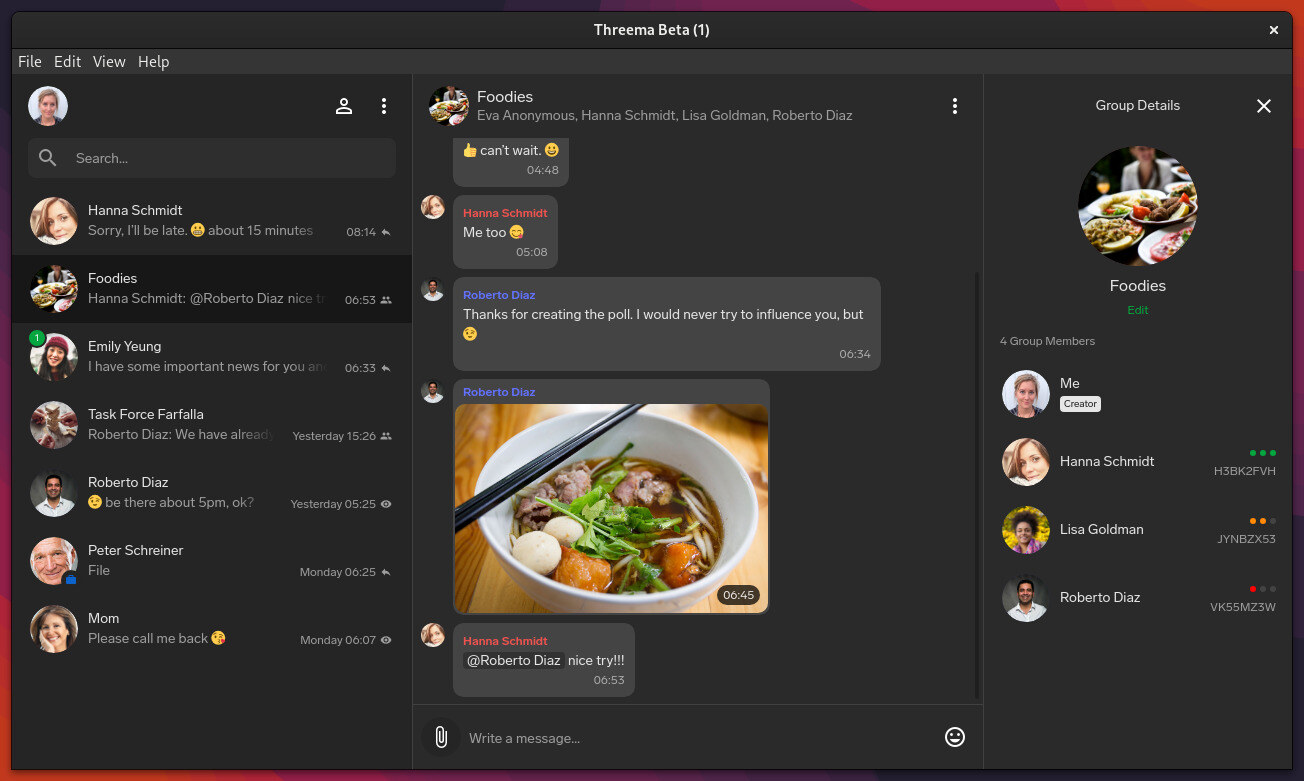 Threema Beta (1)
File Edit View Help
Search...
Hanna Schmidt
Sorry, I'll be late. 😬 about 15 minutes 08:14
Foodies
Hanna Schmidt: @Roberto Diaz nice 06:53
1
Emily Yeung
I have some important news for you 06:33
Task Force Farfalla
Roberto Diaz: We have already Yesterday 15:26
Roberto Diaz
😉 be there about 5pm, ok? Yesterday 05:25
Peter Schreiner
File Monday 06:25
Mom
Please call me back 😘 Monday 06:07
Foodies
Eva Anonymous, Hanna Schmidt, Lisa Goldman, Roberto Diaz
👍 can't wait. 😀
04:48
Hanna Schmidt
Me too 😋
05:08
Roberto Diaz
Thanks for creating the poll. I would never try to influence you, but
😉
06:34
Roberto Diaz
06:45
Hanna Schmidt
@Roberto Diaz nice try!!!
06:53
Write a message...
Group Details
Foodies
Edit
4 Group Members
Me
Creator
Hanna Schmidt
H3BK2FVH
Lisa Goldman
JYNBZX53
Roberto Diaz
VK55MZ3W